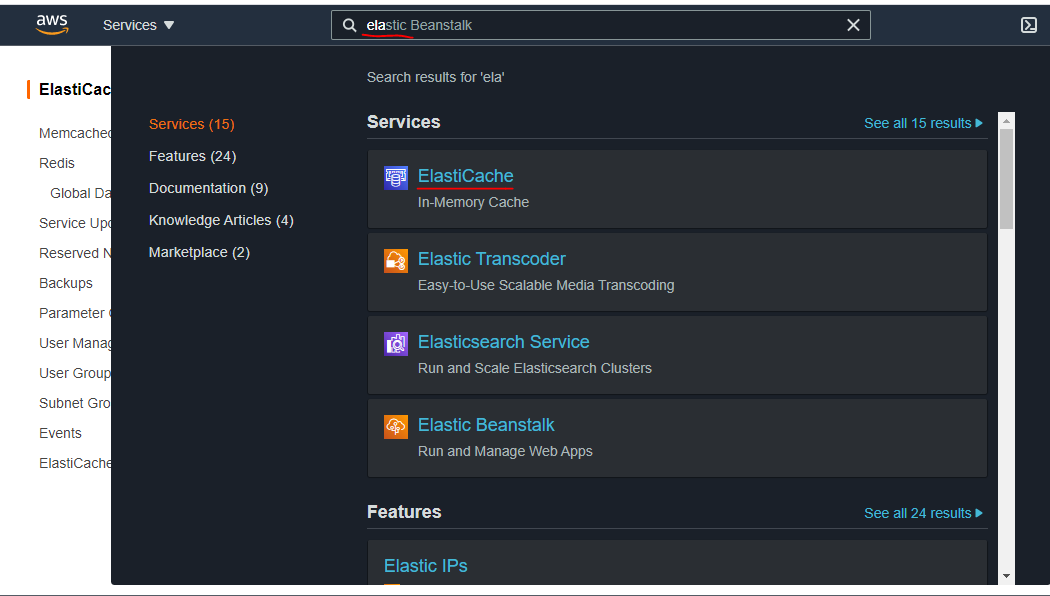 aws
Services
elastic Beanstalk
ElastiCac
Memcached
Redis
Global Da
Service Upd
Reserved N
Backups
Parameter
User Manag
User Group
Subnet Gro
Events
ElastiCache
Search results for 'ela'
Services (15)
Features (24)
Documentation (9)
Knowledge Articles (4)
Marketplace (2)
Services
See all 15 results
ElastiCache
In-Memory Cache
Elastic Transcoder
Easy-to-Use Scalable Media Transcoding
Elasticsearch Service
Run and Scale Elasticsearch Clusters
Elastic Beanstalk
Run and Manage Web Apps
Features
See all 24 results
Elastic IPs